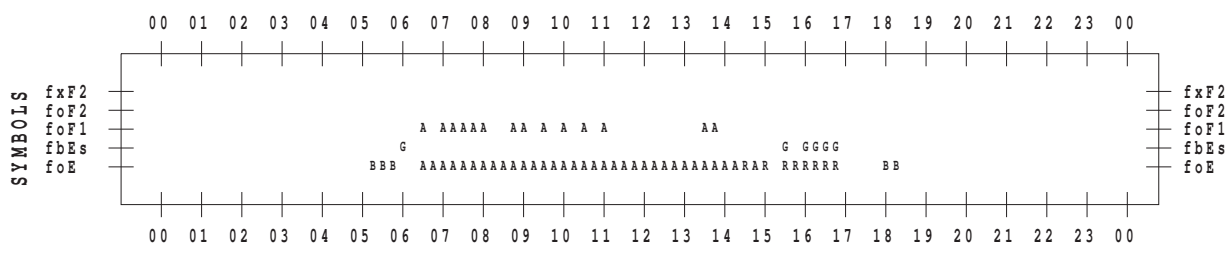 00 01 02 03 04 05 06 07 08 09 10 11 12 13 14 15 16 17 18 19 20 21 22 23 00
SYMBOLS
fxF2 fxF2
foF2 foF2
foF1 A AAAAA AA A A A A AA foF1
fbEs G G GGGG fbEs
foE BBB AAAAAAAAAAAAAAAAAAAAAAAAAAAAAAAARAR RRRRRR BB foE
00 01 02 03 04 05 06 07 08 09 10 11 12 13 14 15 16 17 18 19 20 21 22 23 00